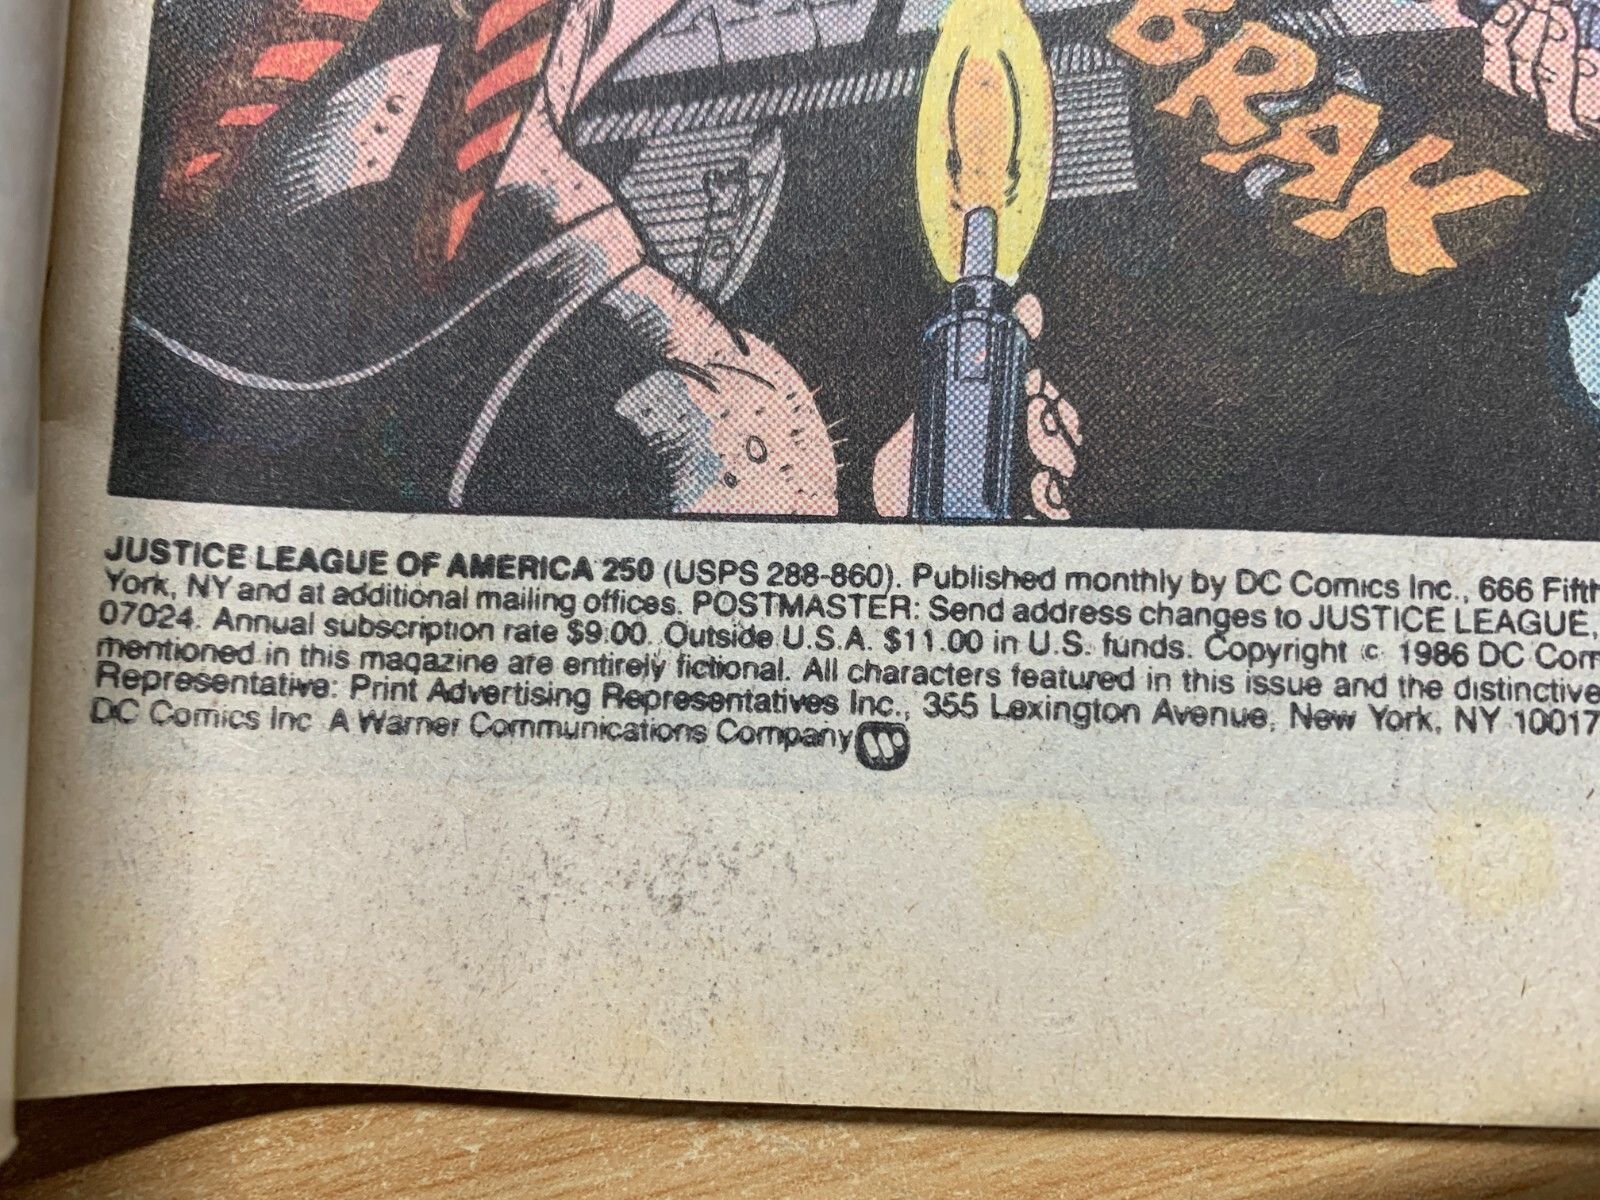 BRAK
JUSTICE LEAGUE OF AMERICA 250 (USPS 288-860). Published monthly by DC Comics Inc., 666 Fifth
York, NY and at additional mailing offices. POSTMASTER: Send address changes to JUSTICE LEAGUE,
07024. Annual subscription rate $9.00. Outside U.S.A. $11.00 in U.S. funds. Copyright © 1986 DC Com
mentioned in this magazine are entirely fictional. All characters featured in this issue and the distinctive
Representative: Print Advertising Representatives Inc., 355 Lexington Avenue, New York, NY 10017
DC Comics Inc. A Warner Communications Company